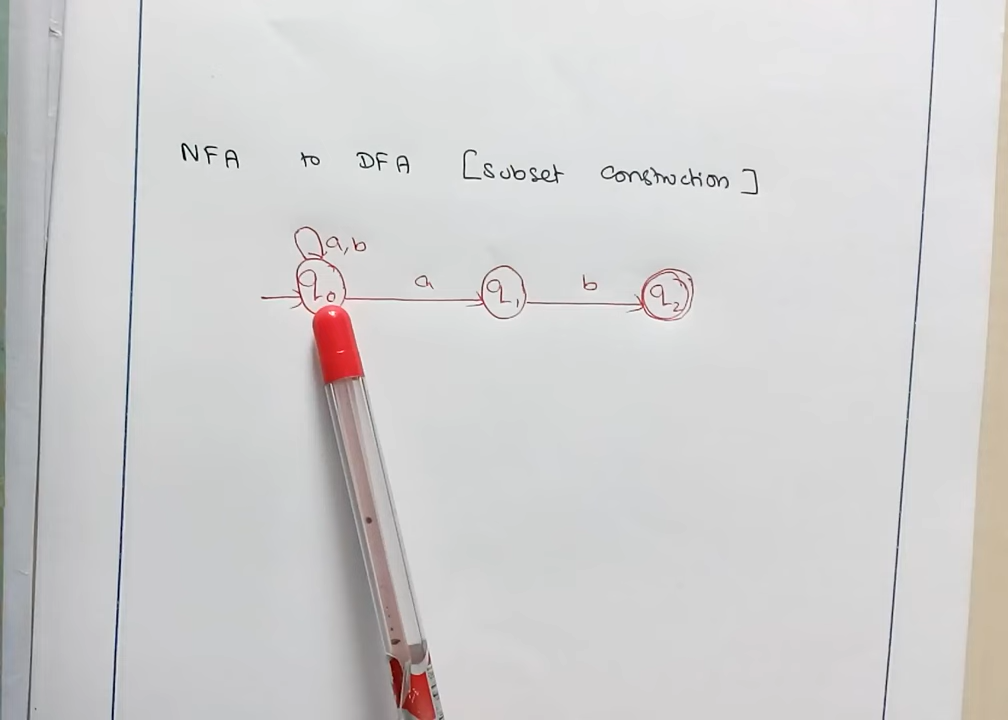 NFA to DFA [subset construction]
a,b
q₀ a q₁ b q₂